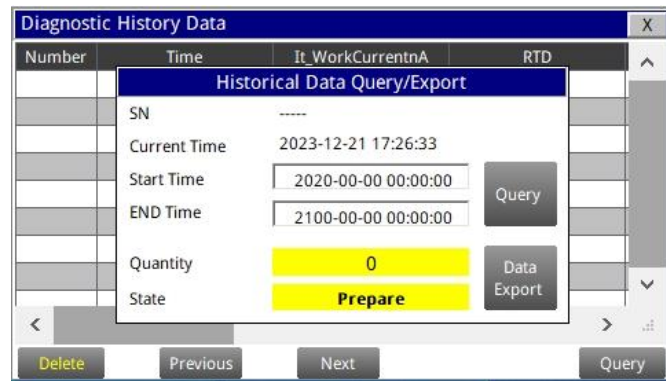 Diagnostic History Data X
Number Time It_WorkCurrentnA RTD
Historical Data Query/Export
SN -----
Current Time 2023-12-21 17:26:33
Start Time 2020-00-00 00:00:00
Query
END Time 2100-00-00 00:00:00
Quantity 0
Data Export
State Prepare
Delete Previous Next Query